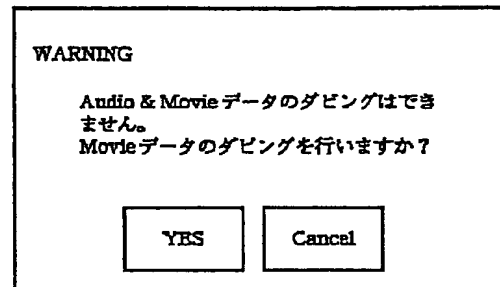 WARNING
Audio & Movieデータのダビングはでき
ません。
Movieデータのダビングを行いますか？
YES
Cancel